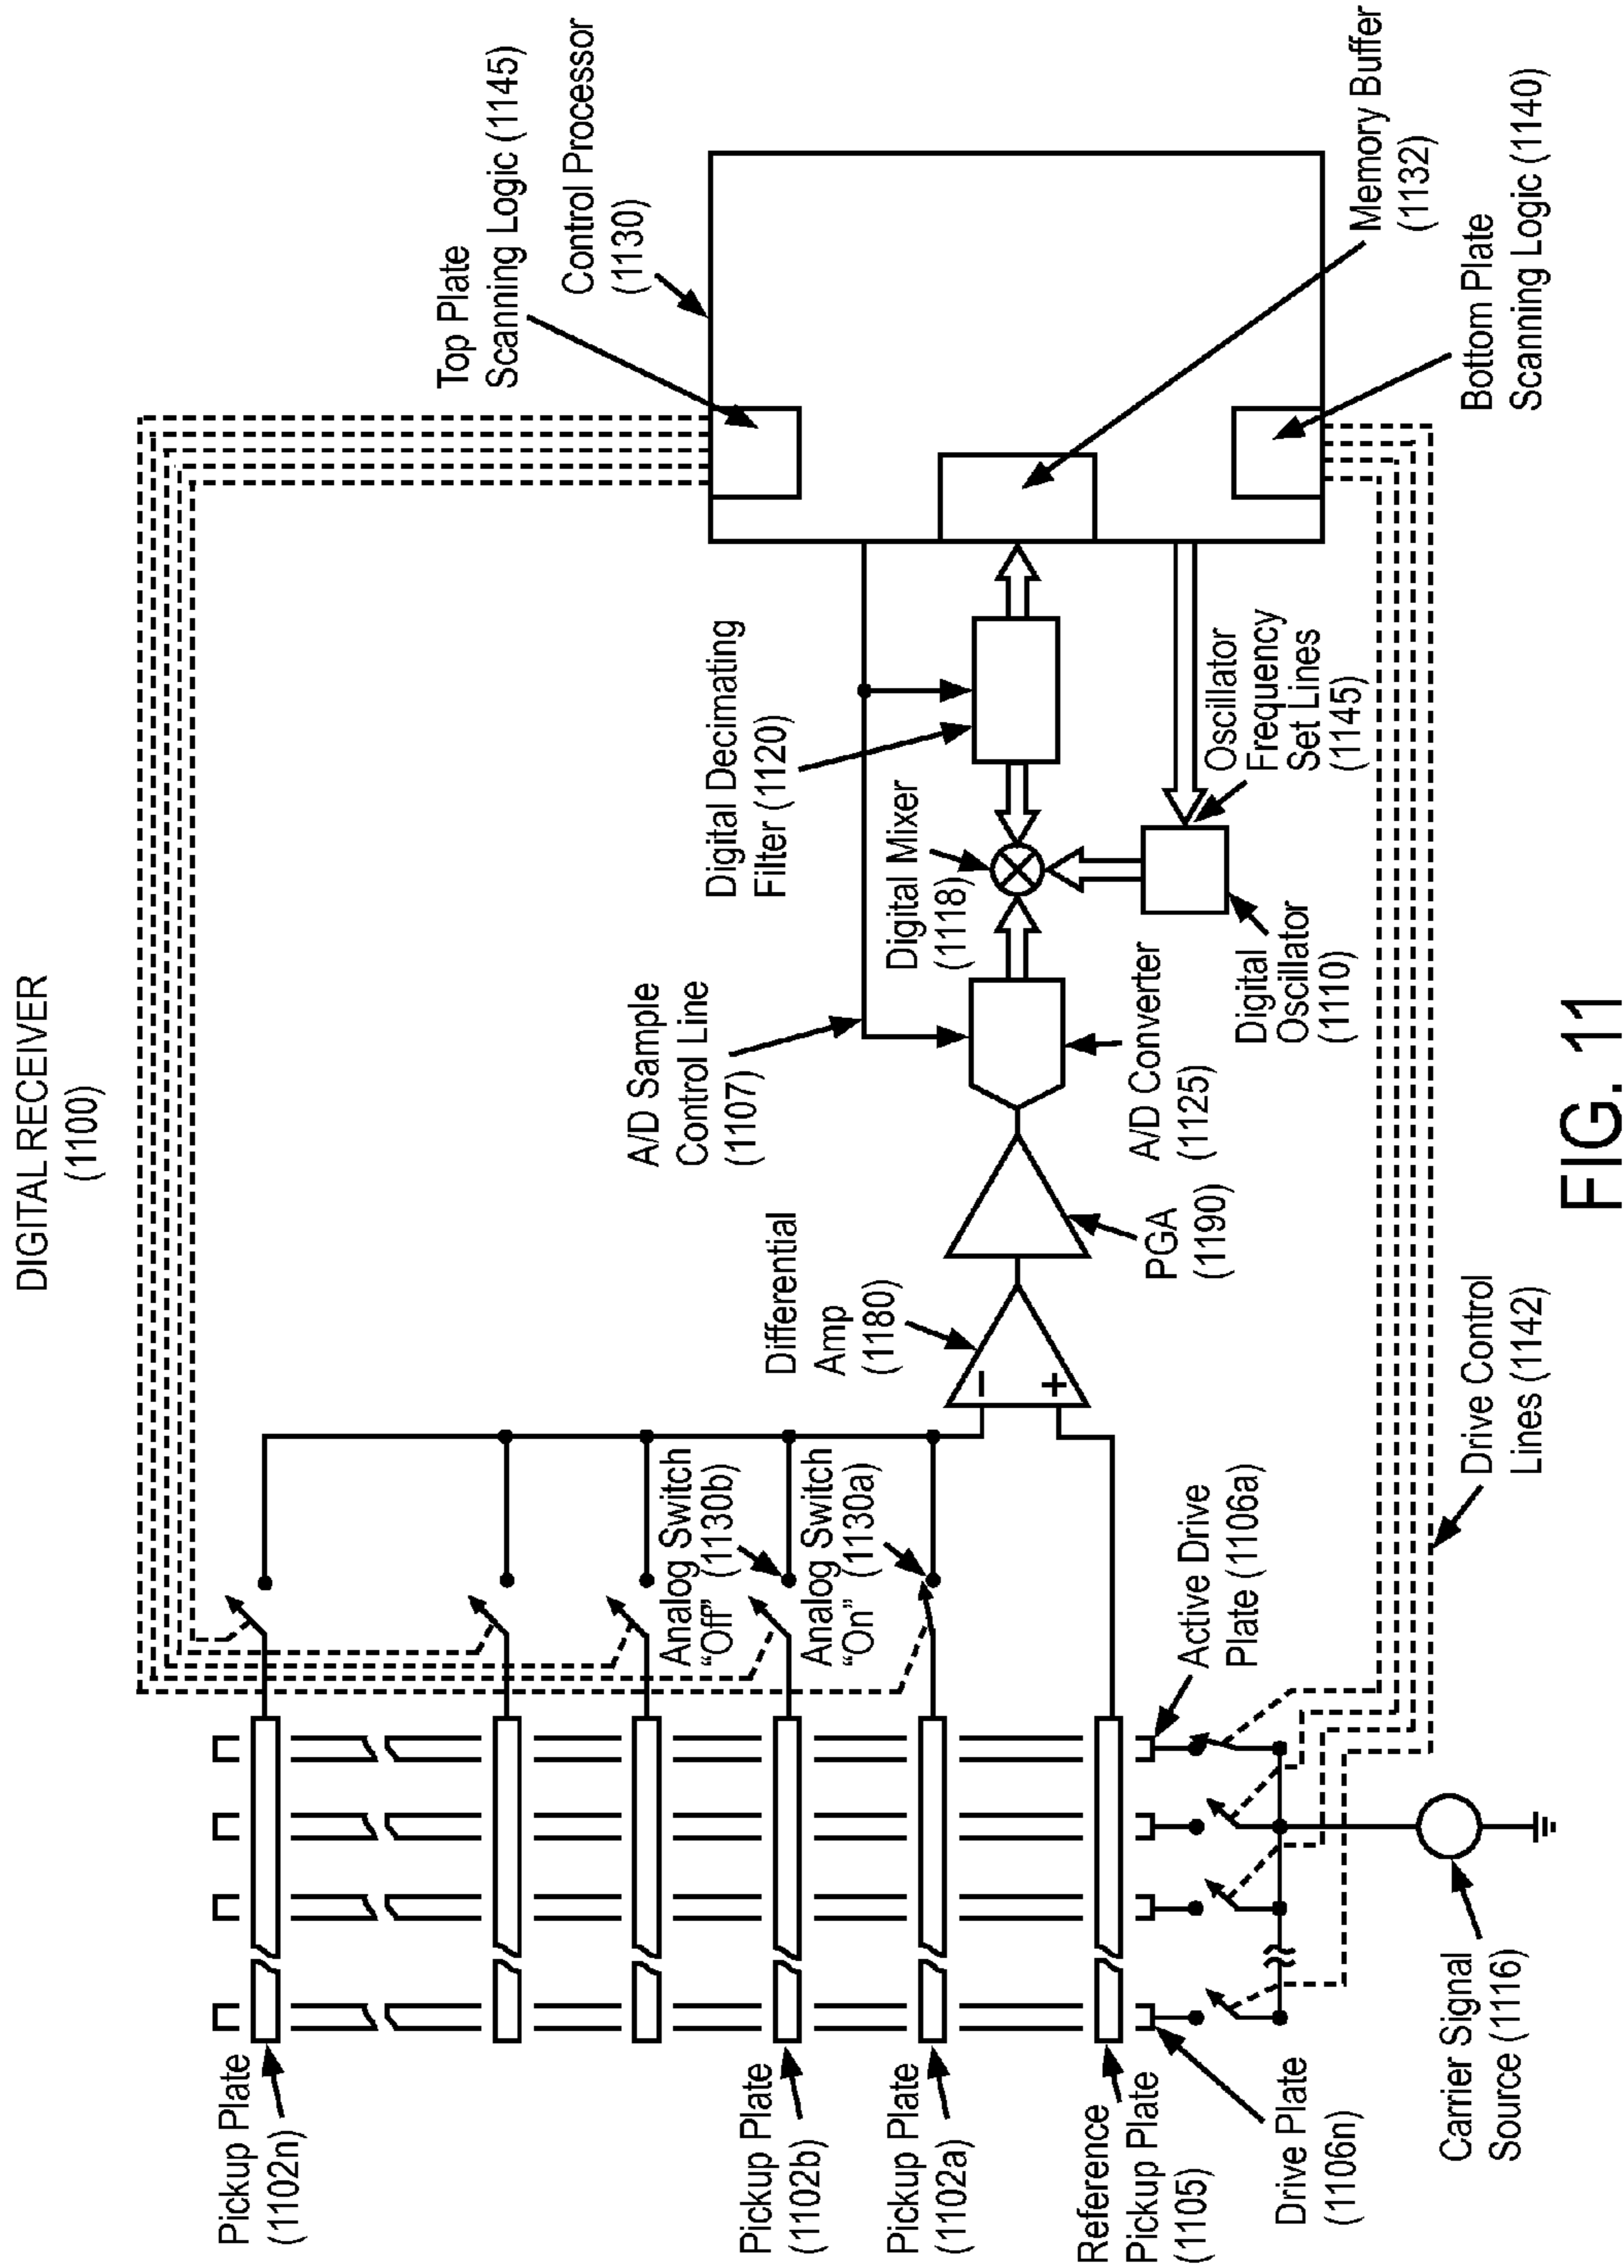 DIGITAL RECEIVER
(1100)
Top Plate
Scanning Logic (1145)
Control Processor
(1130)
Memory Buffer
(1132)
Bottom Plate
Scanning Logic (1140)
Digital Decimating
Filter (1120)
Digital Mixer
(1118)
Oscillator
Frequency
Set Lines
(1145)
Digital
Oscillator
(1110)
A/D Sample
Control Line
(1107)
A/D Converter
(1125)
PGA
(1190)
Differential
Amp
(1180)
−
+
Analog Switch
“Off” (1130b)
Analog Switch
“On” (1130a)
Active Drive
Plate (1106a)
Drive Control
Lines (1142)
Pickup Plate
(1102n)
Pickup Plate
(1102b)
Pickup Plate
(1102a)
Reference
Pickup Plate
(1105)
Drive Plate
(1106n)
Carrier Signal
Source (1116)
FIG. 11